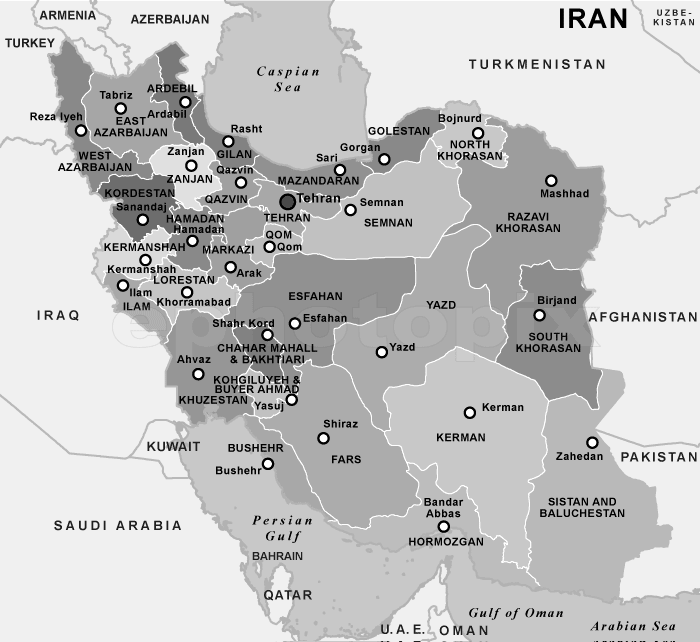 IRAN
ARMENIA
AZERBAIJAN
UZBE-
KISTAN
TURKEY
TURKMENISTAN
Caspian
Sea
Tabriz
EAST
AZARBAIJAN
ARDEBIL
Ardabil
Reza Iyeh
WEST
AZARBAIJAN
Rasht
GILAN
Zanjan
ZANJAN
Qazvin
QAZVIN
Sari
MAZANDARAN
Gorgan
GOLESTAN
Bojnurd
NORTH
KHORASAN
Mashhad
RAZAVI
KHORASAN
KORDESTAN
Sanandaj
HAMADAN
Hamadan
Tehran
TEHRAN
Semnan
SEMNAN
QOM
Qom
MARKAZI
Arak
KERMANSHAH
Kermanshah
LORESTAN
Khorramabad
Ilam
ILAM
IRAQ
ESFAHAN
Esfahan
YAZD
Yazd
Birjand
SOUTH
KHORASAN
AFGHANISTAN
Shahr Kord
CHAHAR MAHALL
& BAKHTIARI
Ahvaz
KHUZESTAN
KOHGILUYEH &
BUYER AHMAD
Yasuj
Shiraz
FARS
Kerman
KERMAN
Zahedan
PAKISTAN
SISTAN AND
BALUCHESTAN
KUWAIT
BUSHEHR
Bushehr
SAUDI ARABIA
Persian
Gulf
BAHRAIN
QATAR
Bandar
Abbas
HORMOZGAN
Gulf of Oman
U.A.E.
OMAN
Arabian Sea